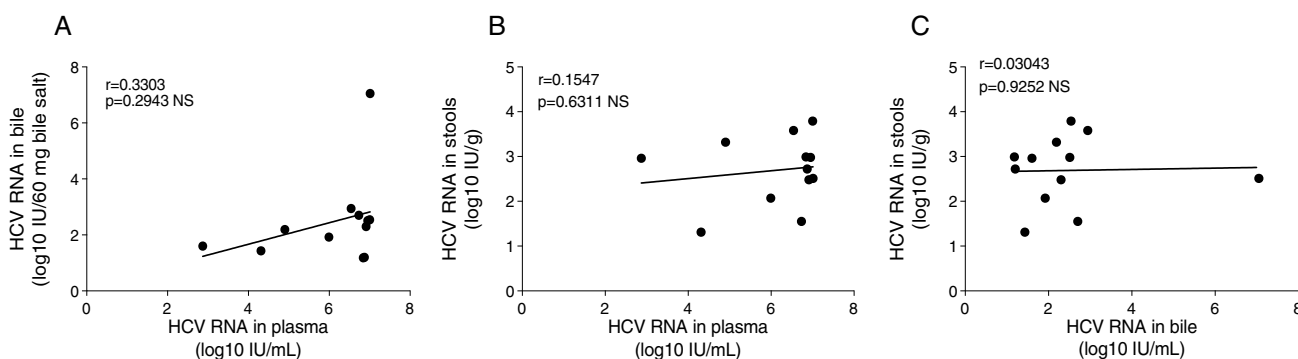 A
r=0.3303
p=0.2943 NS
HCV RNA in bile
(log10 IU/60 mg bile salt)
8
6
4
2
0
0 2 4 6 8
HCV RNA in plasma
(log10 IU/mL)
B
r=0.1547
p=0.6311 NS
HCV RNA in stools
(log10 IU/g)
5
4
3
2
1
0
0 2 4 6 8
HCV RNA in plasma
(log10 IU/mL)
C
r=0.03043
p=0.9252 NS
HCV RNA in stools
(log10 IU/g)
5
4
3
2
1
0
0 2 4 6 8
HCV RNA in bile
(log10 IU/mL)